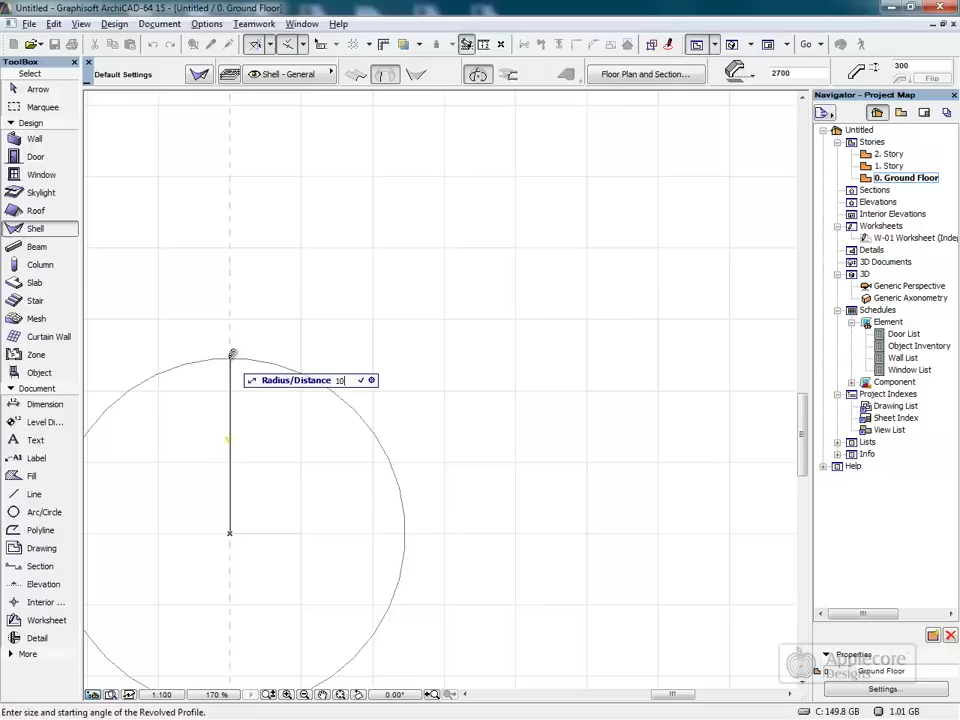 Untitled - Graphisoft ArchiCAD-64 15 - [Untitled / 0. Ground Floor]
File Edit View Design Document Options Teamwork Window Help
Go
ToolBox
Select
Arrow
Marquee
Design
Wall
Door
Window
Skylight
Roof
Shell
Beam
Column
Slab
Stair
Mesh
Curtain Wall
Zone
Object
Document
Dimension
Level Di...
Text
Label
Fill
Line
Arc/Circle
Polyline
Drawing
Section
Elevation
Interior ...
Worksheet
Detail
More
Default Settings
Shell - General
Floor Plan and Section...
2700
300
Flip
Radius/Distance 10
Navigator - Project Map
Untitled
Stories
2. Story
1. Story
0. Ground Floor
Sections
Elevations
Interior Elevations
Worksheets
W-01 Worksheet (Inde
Details
3D Documents
3D
Generic Perspective
Generic Axonometry
Schedules
Element
Door List
Object Inventory
Wall List
Window List
Component
Project Indexes
Drawing List
Sheet Index
View List
Lists
Info
Help
Properties
0. Ground Floor
Settings...
Applecore
Designs
1:100
170 %
0.00°
Enter size and starting angle of the Revolved Profile.
C: 149.8 GB
1.01 GB